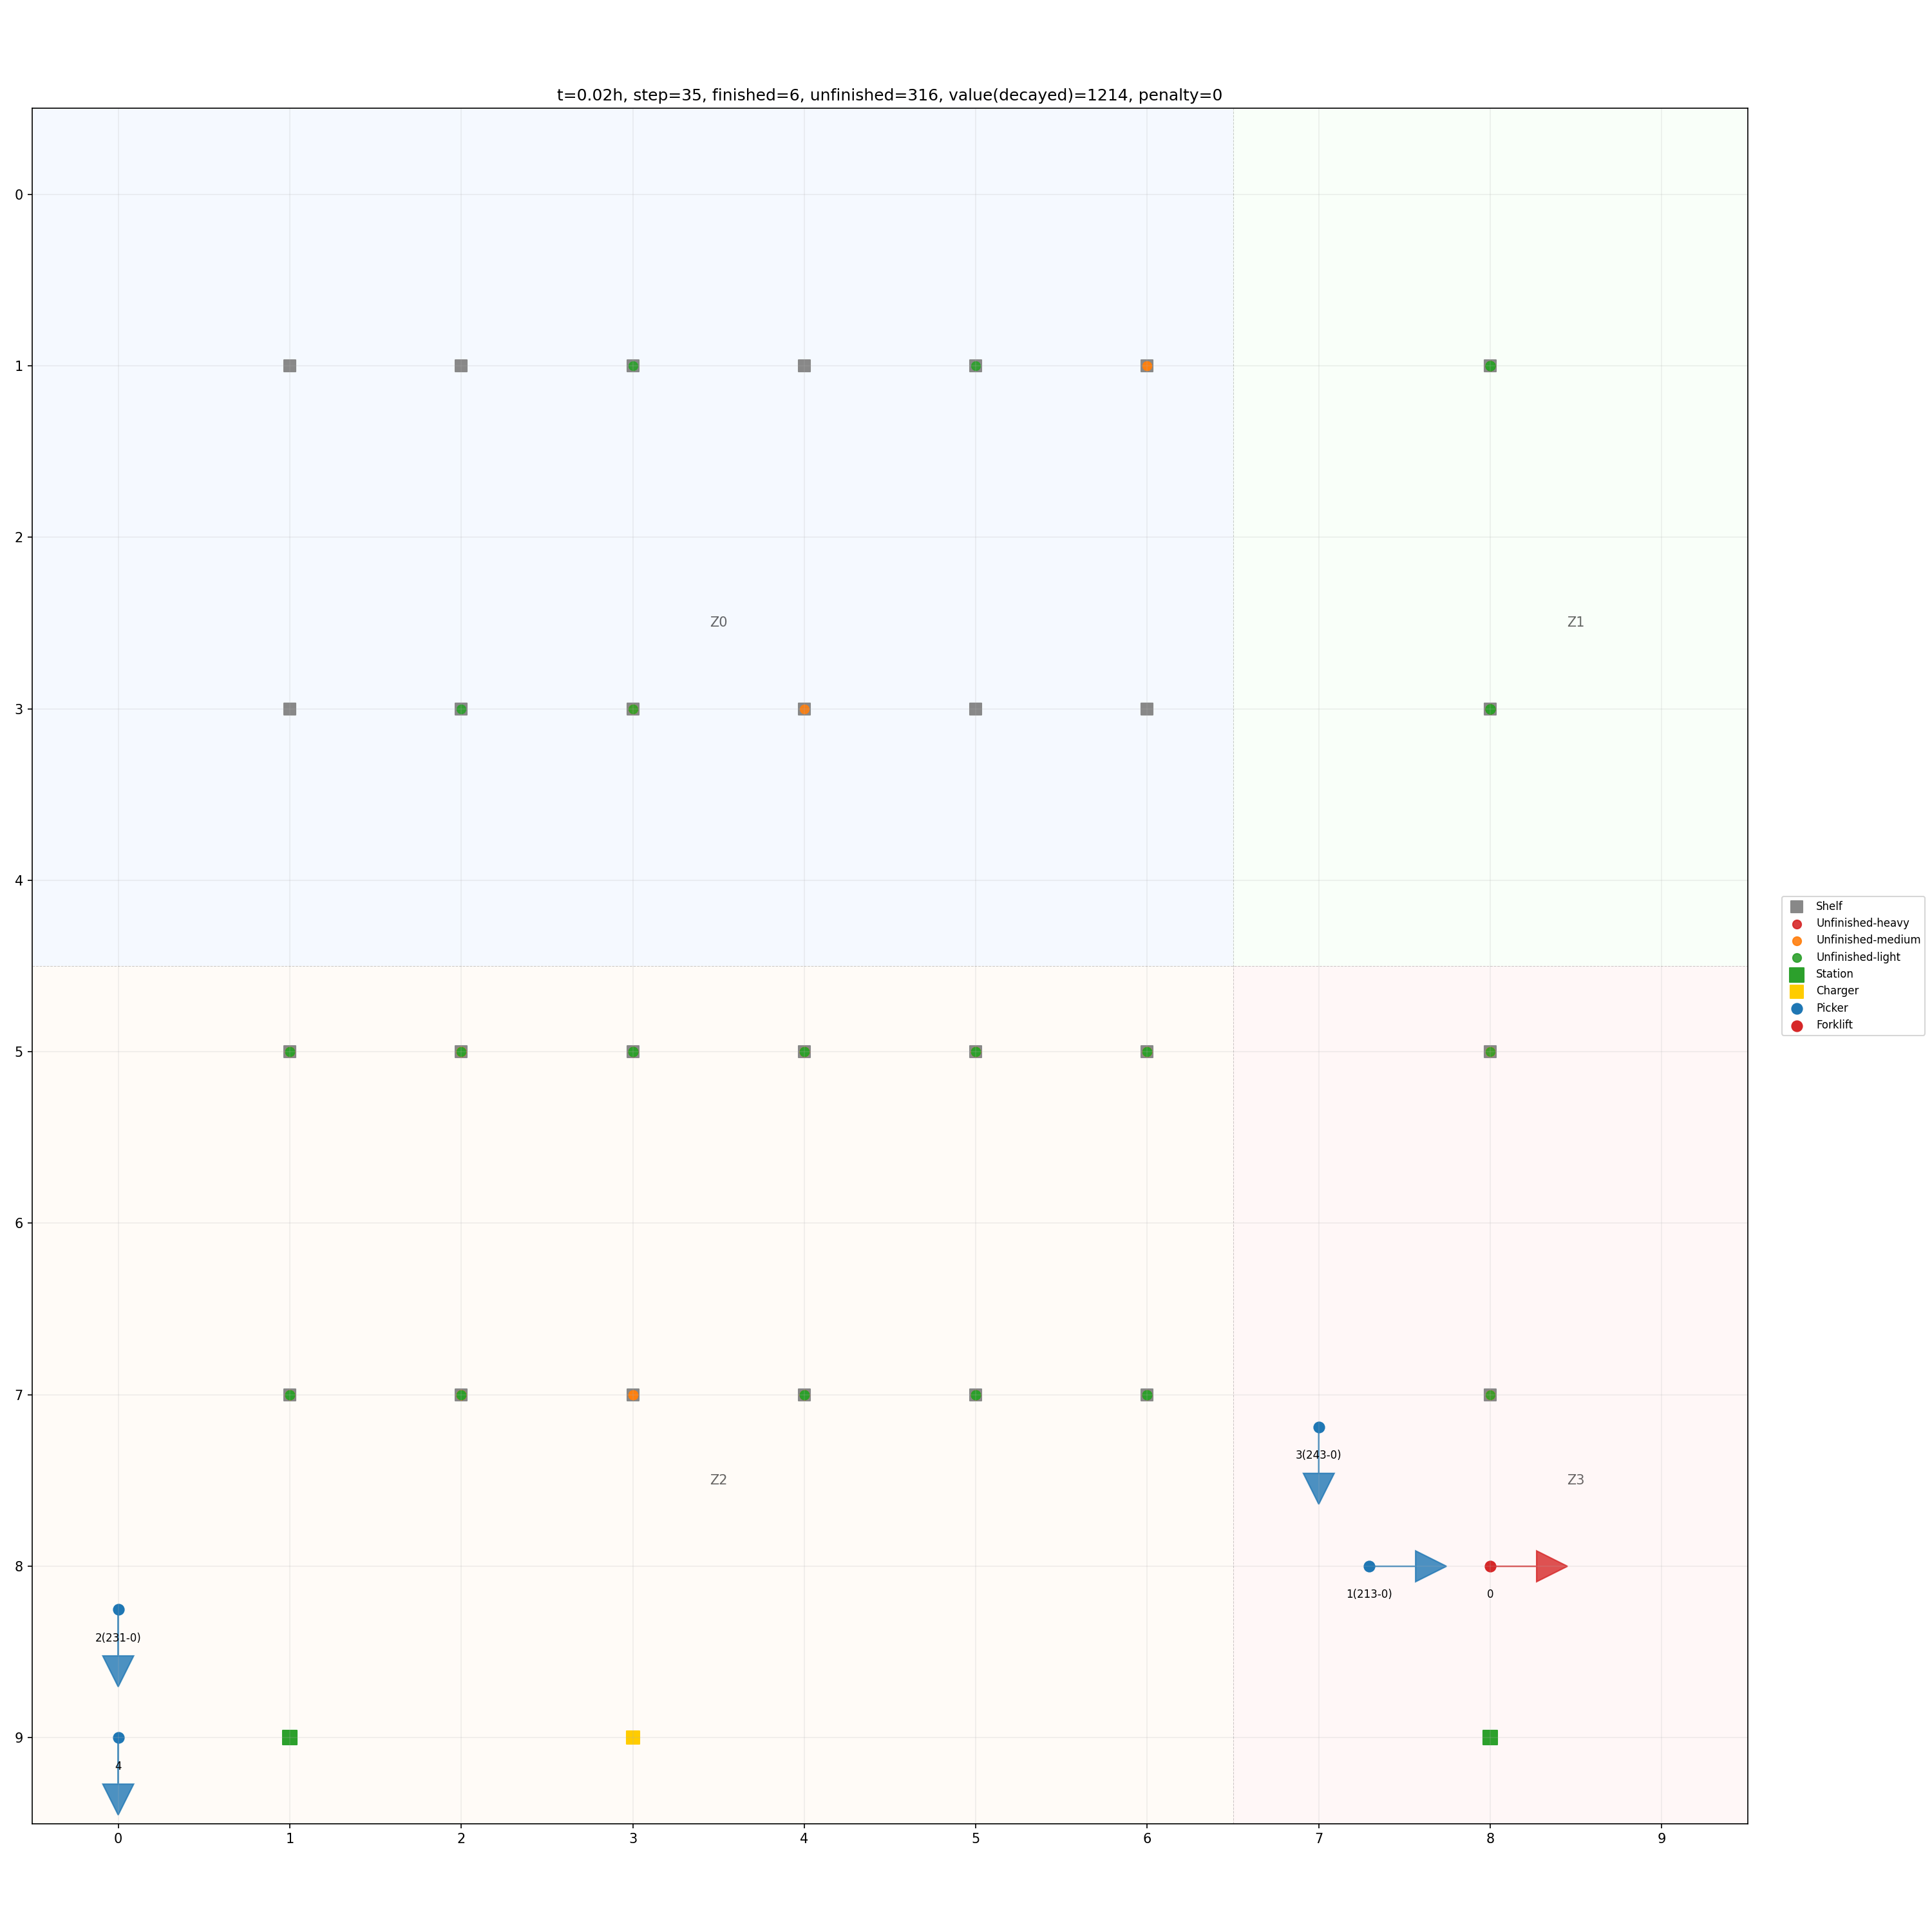 t=0.02h, step=35, finished=6, unfinished=316, value(decayed)=1214, penalty=0
0
1
2
Z0
Z1
3
4
Shelf
Unfinished-heavy
Unfinished-medium
Unfinished-light
Station
Charger
Picker
Forklift
5
6
7
3(243-0)
Z2
Z3
8
1(213-0)
0
2(231-0)
9
4
0
1
2
3
4
5
6
7
8
9